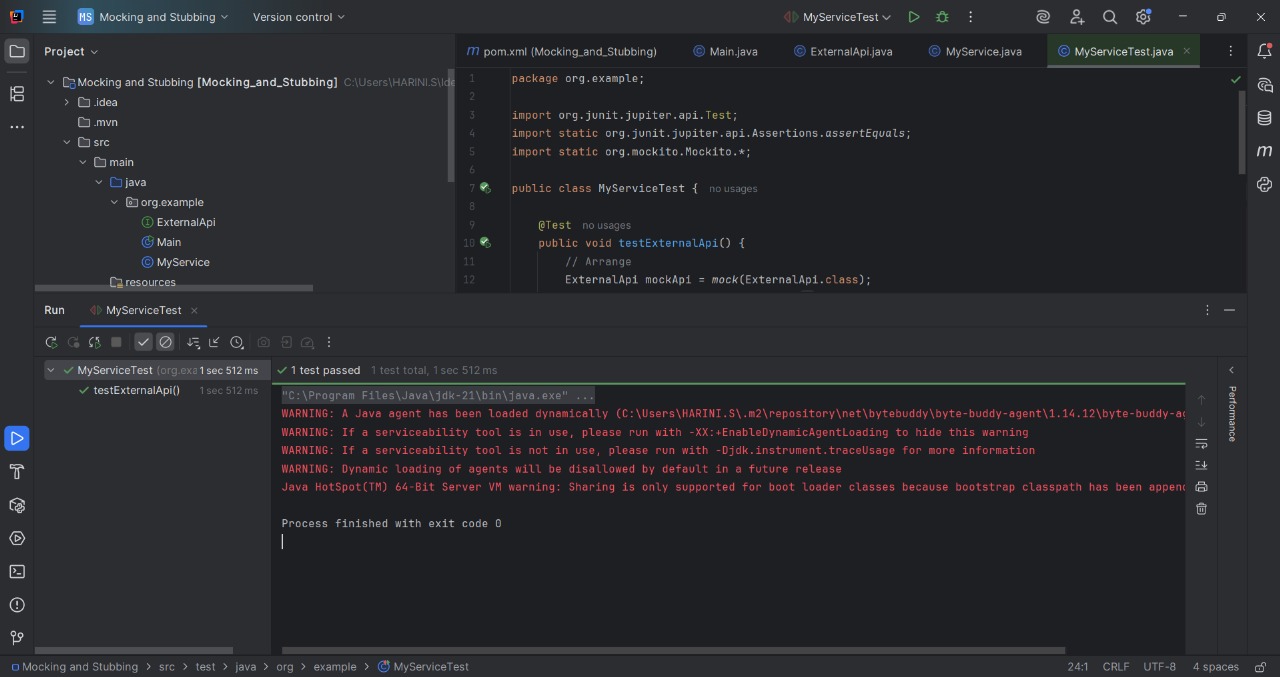 MS Mocking and Stubbing Version control MyServiceTest
Project
Mocking and Stubbing [Mocking_and_Stubbing] C:\Users\HARINI.S\Ide
.idea
.mvn
src
main
java
org.example
ExternalApi
Main
MyService
resources
m pom.xml (Mocking_and_Stubbing) Main.java ExternalApi.java MyService.java MyServiceTest.java
1 package org.example;
2
3 import org.junit.jupiter.api.Test;
4 import static org.junit.jupiter.api.Assertions.assertEquals;
5 import static org.mockito.Mockito.*;
6
7 public class MyServiceTest { no usages
8
9 @Test no usages
10 public void testExternalApi() {
11 // Arrange
12 ExternalApi mockApi = mock(ExternalApi.class);
m
Run MyServiceTest
MyServiceTest (org.exa 1 sec 512 ms
testExternalApi() 1 sec 512 ms
1 test passed 1 test total, 1 sec 512 ms
"C:\Program Files\Java\jdk-21\bin\java.exe" ...
WARNING: A Java agent has been loaded dynamically (C:\Users\HARINI.S\.m2\repository\net\bytebuddy\byte-buddy-agent\1.14.12\byte-buddy-ag
WARNING: If a serviceability tool is in use, please run with -XX:+EnableDynamicAgentLoading to hide this warning
WARNING: If a serviceability tool is not in use, please run with -Djdk.instrument.traceUsage for more information
WARNING: Dynamic loading of agents will be disallowed by default in a future release
Java HotSpot(TM) 64-Bit Server VM warning: Sharing is only supported for boot loader classes because bootstrap classpath has been append
Process finished with exit code 0
Performance
Mocking and Stubbing > src > test > java > org > example > MyServiceTest 24:1 CRLF UTF-8 4 spaces